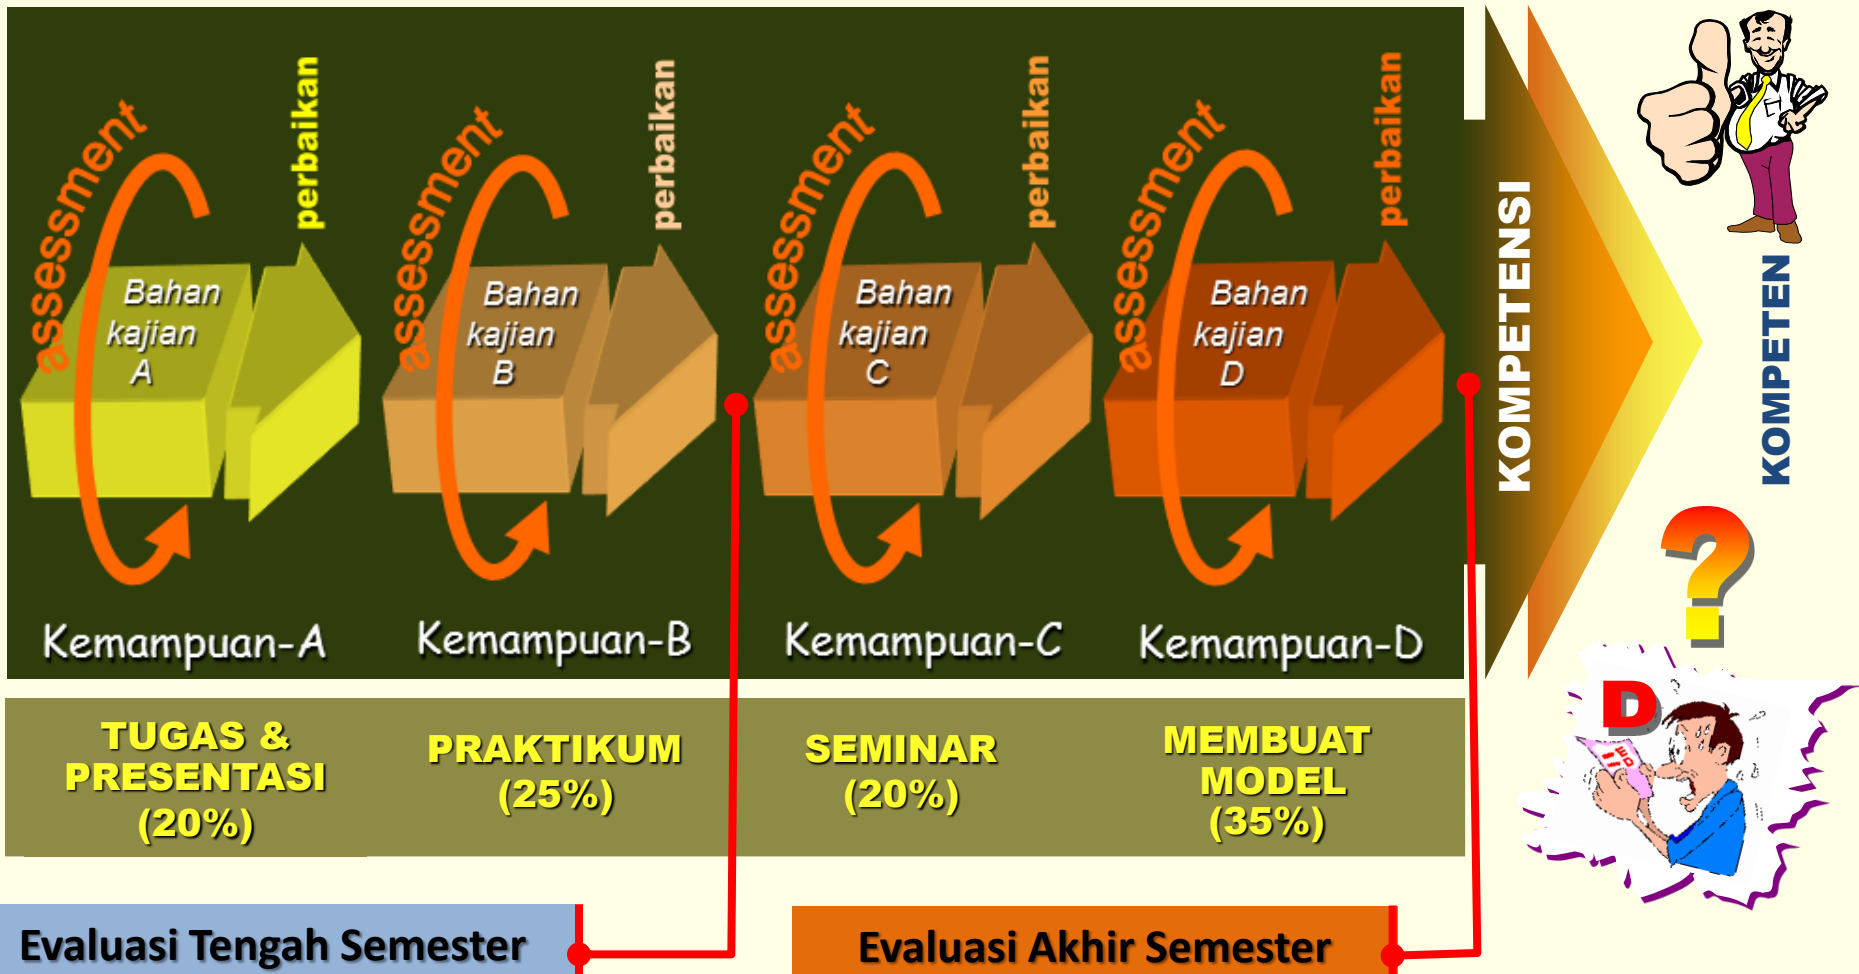 assessment
perbaikan
Bahan
kajian
A
Kemampuan-A
assessment
perbaikan
Bahan
kajian
B
Kemampuan-B
assessment
perbaikan
Bahan
kajian
C
Kemampuan-C
assessment
perbaikan
Bahan
kajian
D
Kemampuan-D
KOMPETENSI
KOMPETEN
?
D
TUGAS &
PRESENTASI
(20%)
PRAKTIKUM
(25%)
SEMINAR
(20%)
MEMBUAT
MODEL
(35%)
Evaluasi Tengah Semester
Evaluasi Akhir Semester